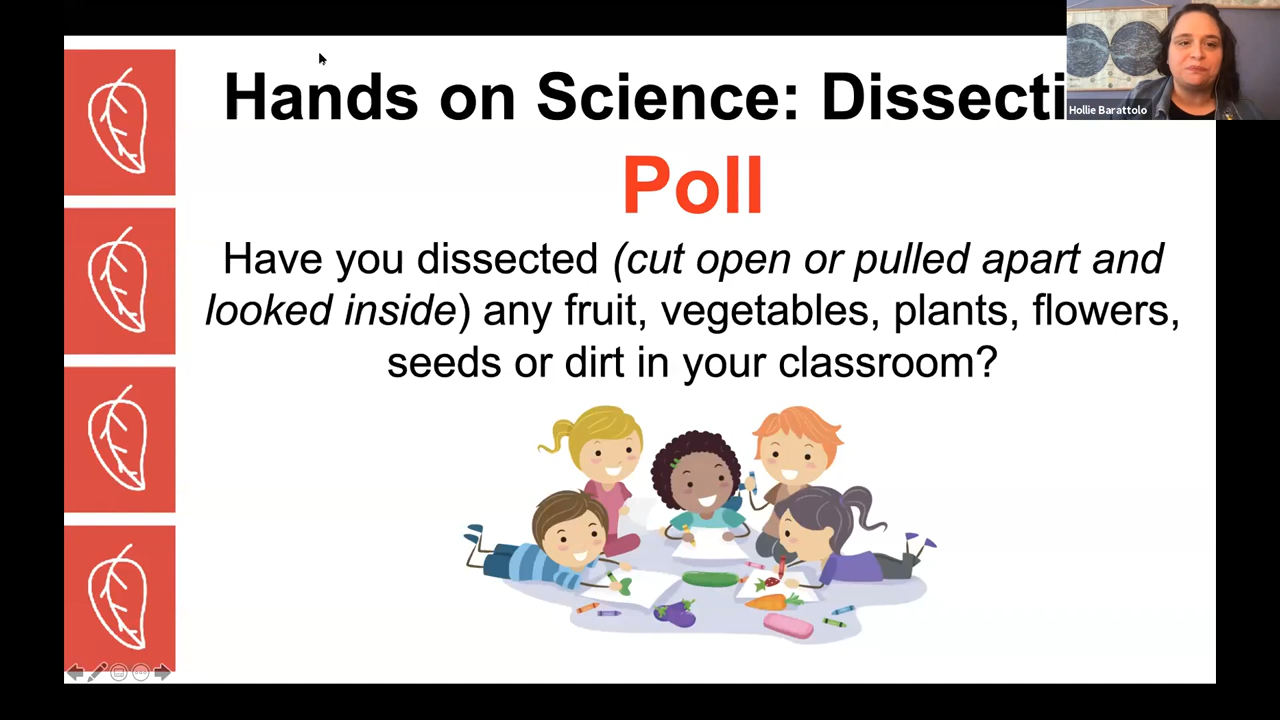 Hands on Science: Dissecti
Poll
Have you dissected (cut open or pulled apart and
looked inside) any fruit, vegetables, plants, flowers,
seeds or dirt in your classroom?
Hollie Barattolo